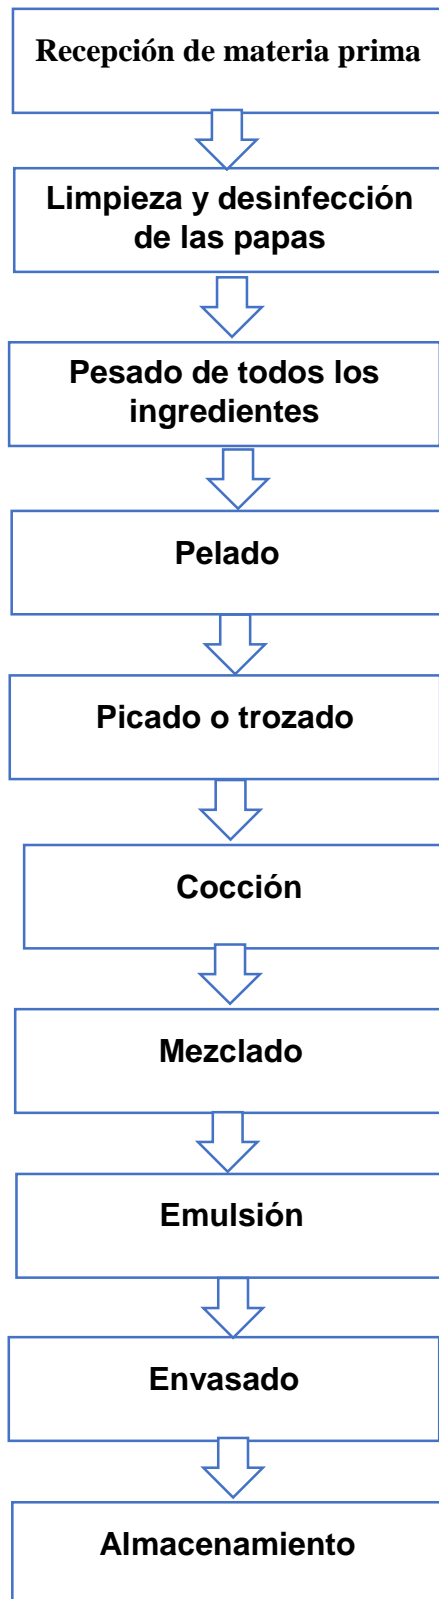 Recepción de materia prima
Limpieza y desinfección
de las papas
Pesado de todos los
ingredientes
Pelado
Picado o trozado
Cocción
Mezclado
Emulsión
Envasado
Almacenamiento